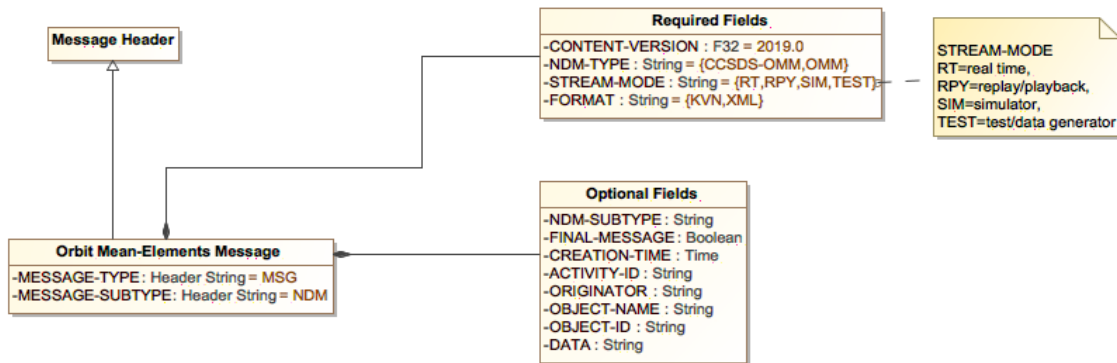 Message Header
Required Fields
-CONTENT-VERSION : F32 = 2019.0
-NDM-TYPE : String = {CCSDS-OMM,OMM}
-STREAM-MODE : String = {RT,RPY,SIM,TEST}
-FORMAT : String = {KVN,XML}
STREAM-MODE
RT=real time,
RPY=replay/playback,
SIM=simulator,
TEST=test/data generator
Optional Fields
-NDM-SUBTYPE : String
-FINAL-MESSAGE : Boolean
-CREATION-TIME : Time
-ACTIVITY-ID : String
-ORIGINATOR : String
-OBJECT-NAME : String
-OBJECT-ID : String
-DATA : String
Orbit Mean-Elements Message
-MESSAGE-TYPE : Header String = MSG
-MESSAGE-SUBTYPE : Header String = NDM